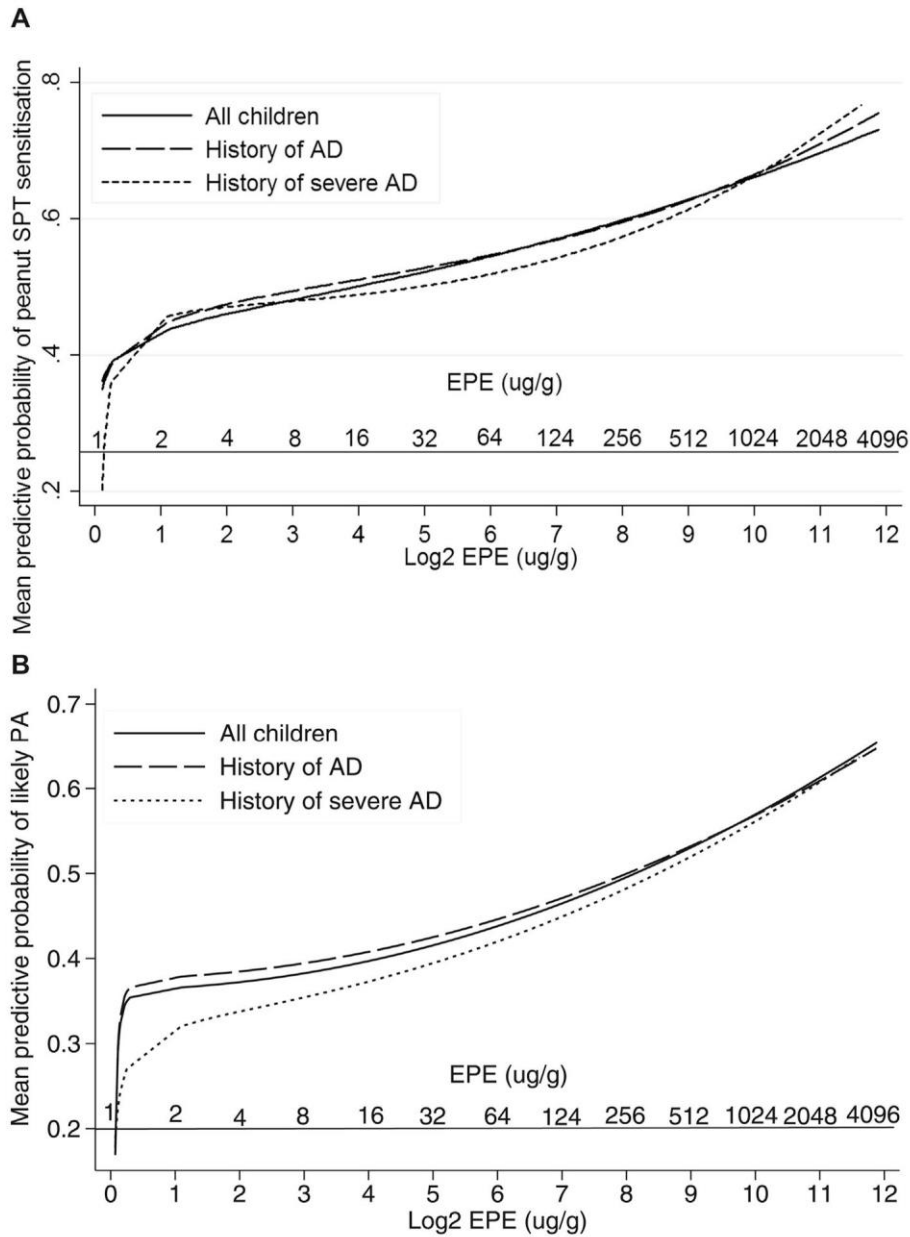 A
Mean predictive probability of peanut SPT sensitisation
.8
.6
.4
.2
All children
History of AD
History of severe AD
EPE (ug/g)
1 2 4 8 16 32 64 124 256 512 1024 2048 4096
0 1 2 3 4 5 6 7 8 9 10 11 12
Log2 EPE (ug/g)
B
Mean predictive probability of likely PA
0.7
0.6
0.5
0.4
0.3
0.2
All children
History of AD
History of severe AD
EPE (ug/g)
1 2 4 8 16 32 64 124 256 512 1024 2048 4096
0 1 2 3 4 5 6 7 8 9 10 11 12
Log2 EPE (ug/g)